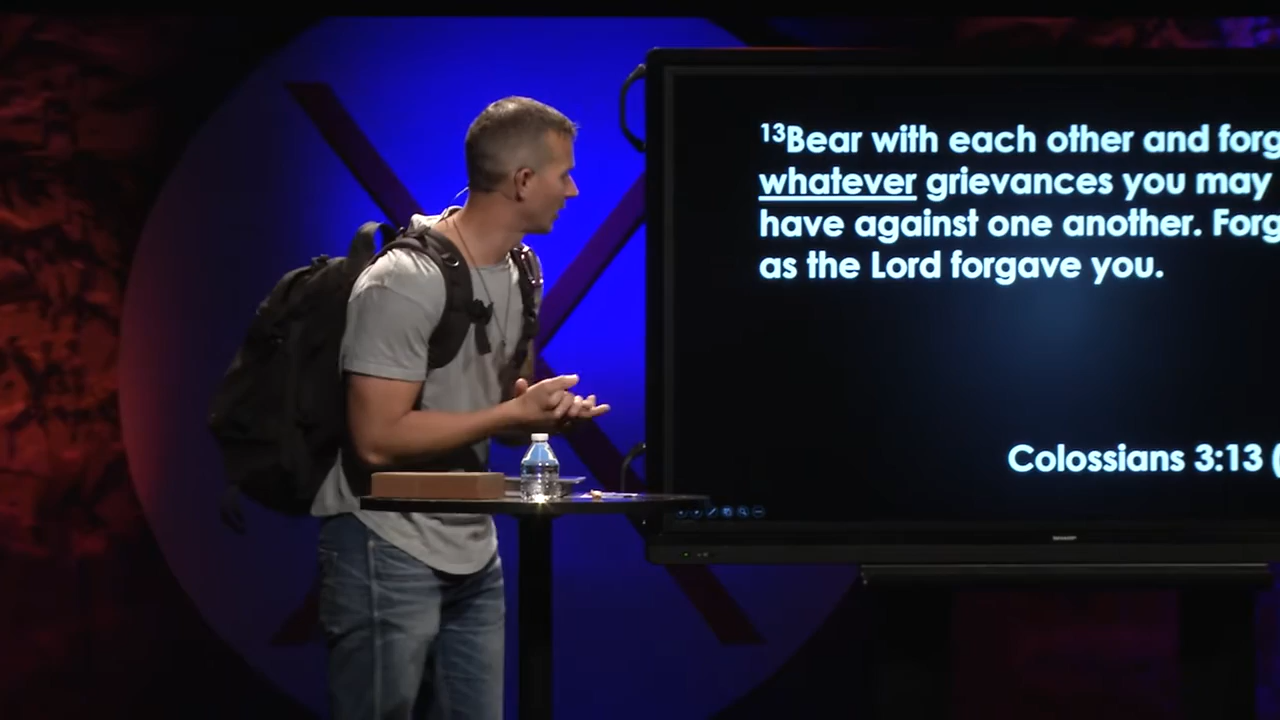 ¹³Bear with each other and forg
whatever grievances you may
have against one another. Forg
as the Lord forgave you.
Colossians 3:13 (
SHARP